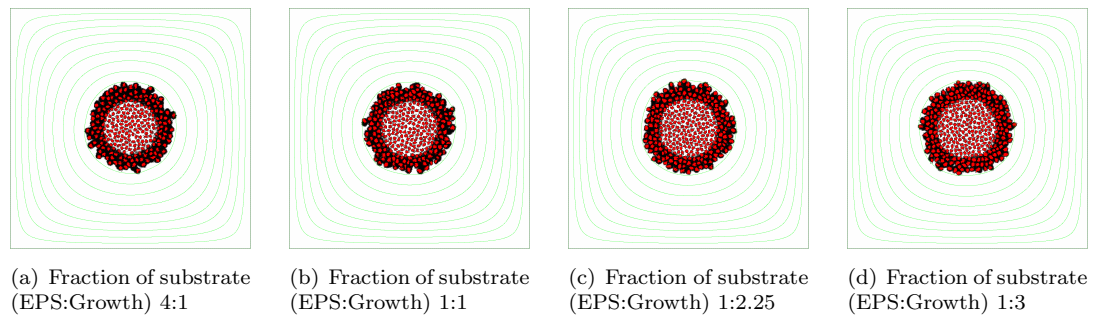 (a) Fraction of substrate
(EPS:Growth) 4:1
(b) Fraction of substrate
(EPS:Growth) 1:1
(c) Fraction of substrate
(EPS:Growth) 1:2.25
(d) Fraction of substrate
(EPS:Growth) 1:3